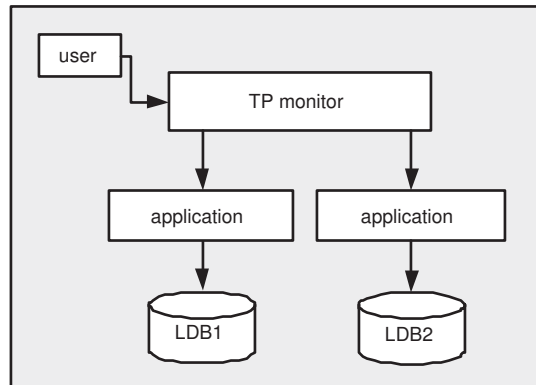 user
TP monitor
application
application
LDB1
LDB2